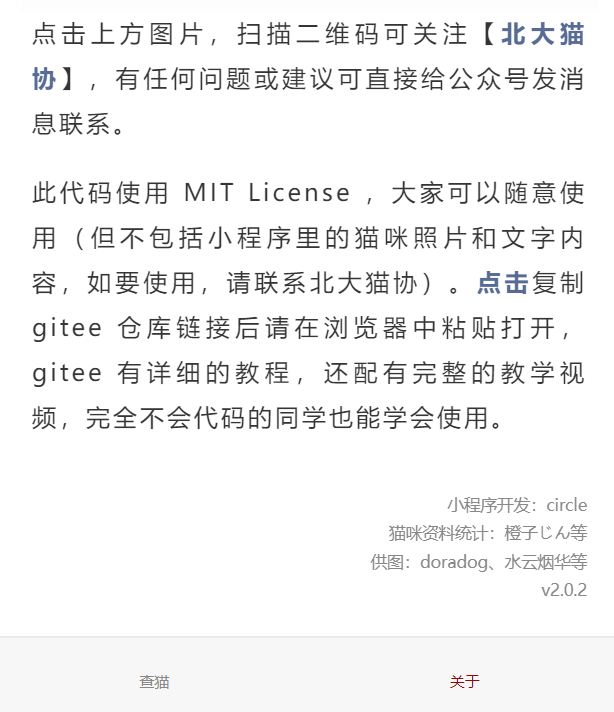 点击上方图片，扫描二维码可关注【北大猫
协】，有任何问题或建议可直接给公众号发消
息联系。
此代码使用 MIT License ，大家可以随意使
用（但不包括小程序里的猫咪照片和文字内
容，如要使用，请联系北大猫协）。点击复制
gitee 仓库链接后请在浏览器中粘贴打开，
gitee 有详细的教程，还配有完整的教学视
频，完全不会代码的同学也能学会使用。
小程序开发：circle
猫咪资料统计：橙子じん等
供图：doradog、水云烟华等
v2.0.2
查猫
关于